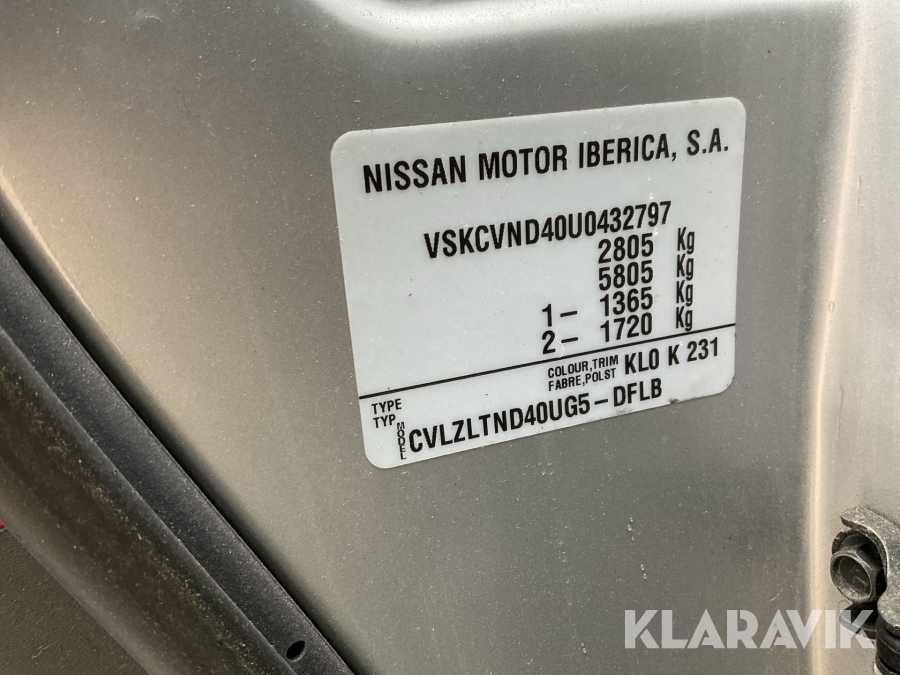 NISSAN MOTOR IBERICA, S.A.
VSKCVND40U0432797
2805 Kg
5805 Kg
1- 1365 Kg
2- 1720 Kg
COLOUR,TRIM KL0 K 231
FABRE,POLST
TYPE
TYP
MODEL CVLZLTND40UG5-DFLB
KLARAVIK